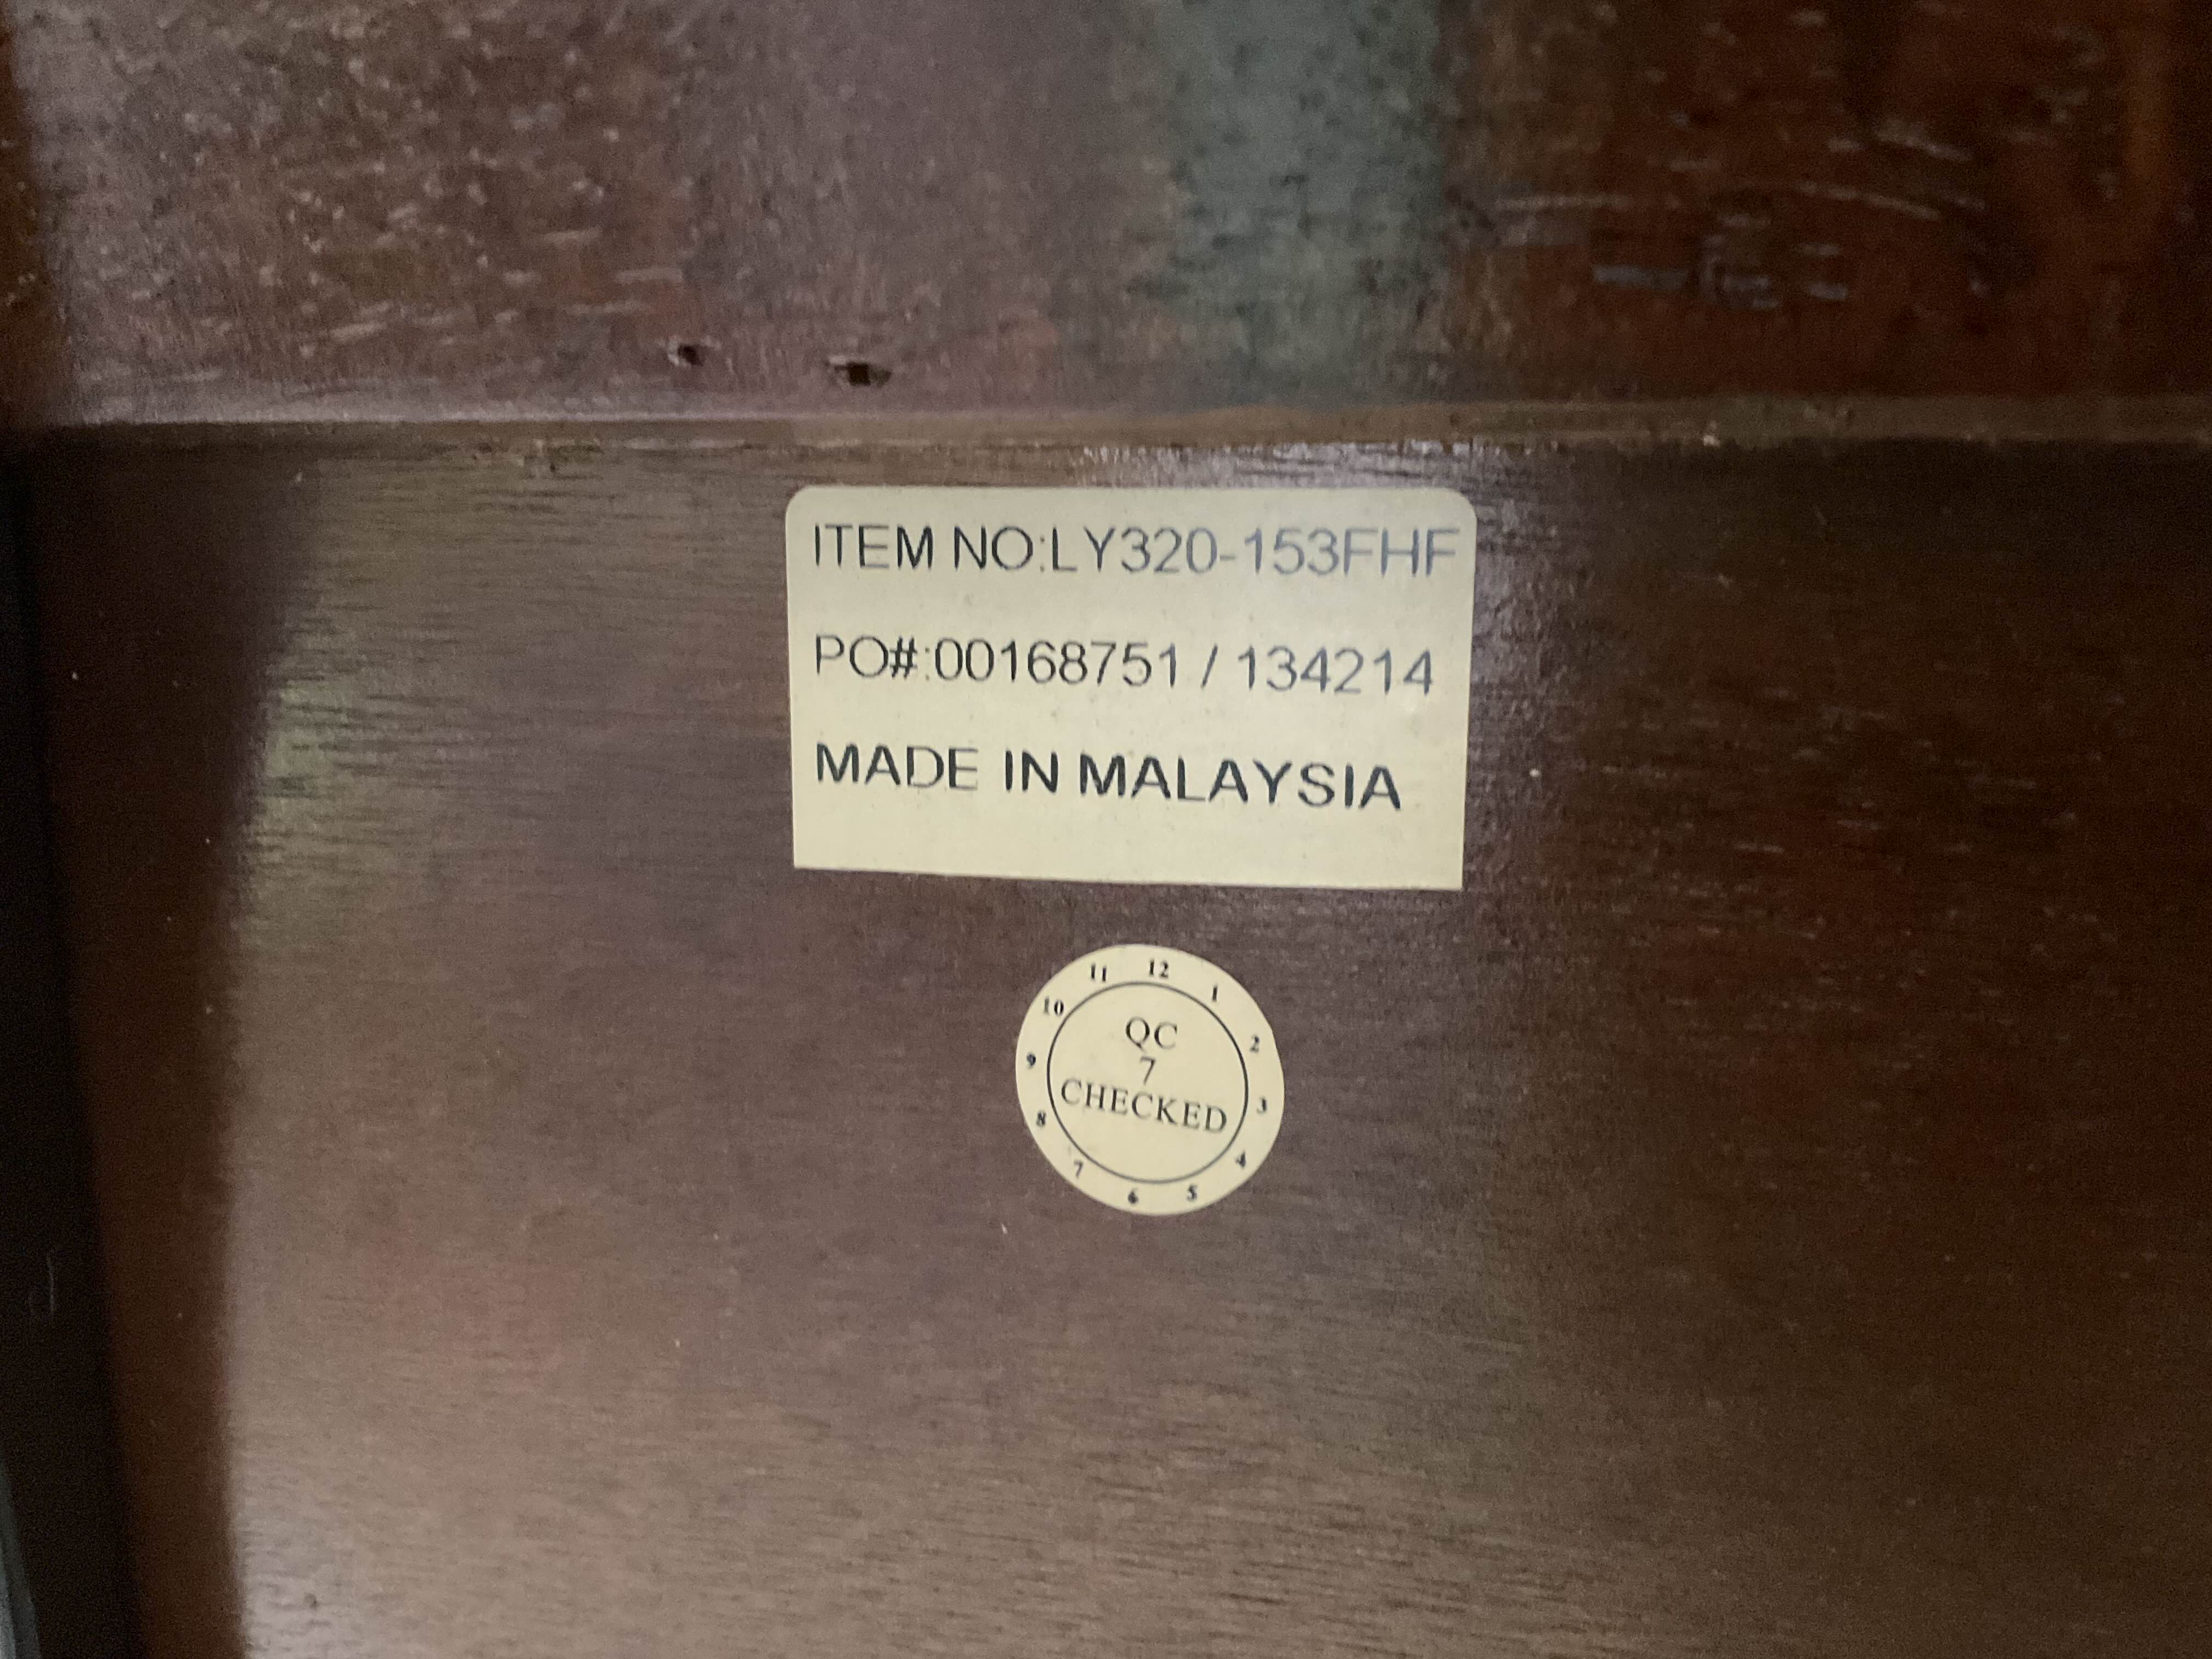 ITEM NO:LY320-153FHF
PO#:00168751 / 134214
MADE IN MALAYSIA
11 12 1
10 2
9 3
8 4
7 6 5
QC
7
CHECKED